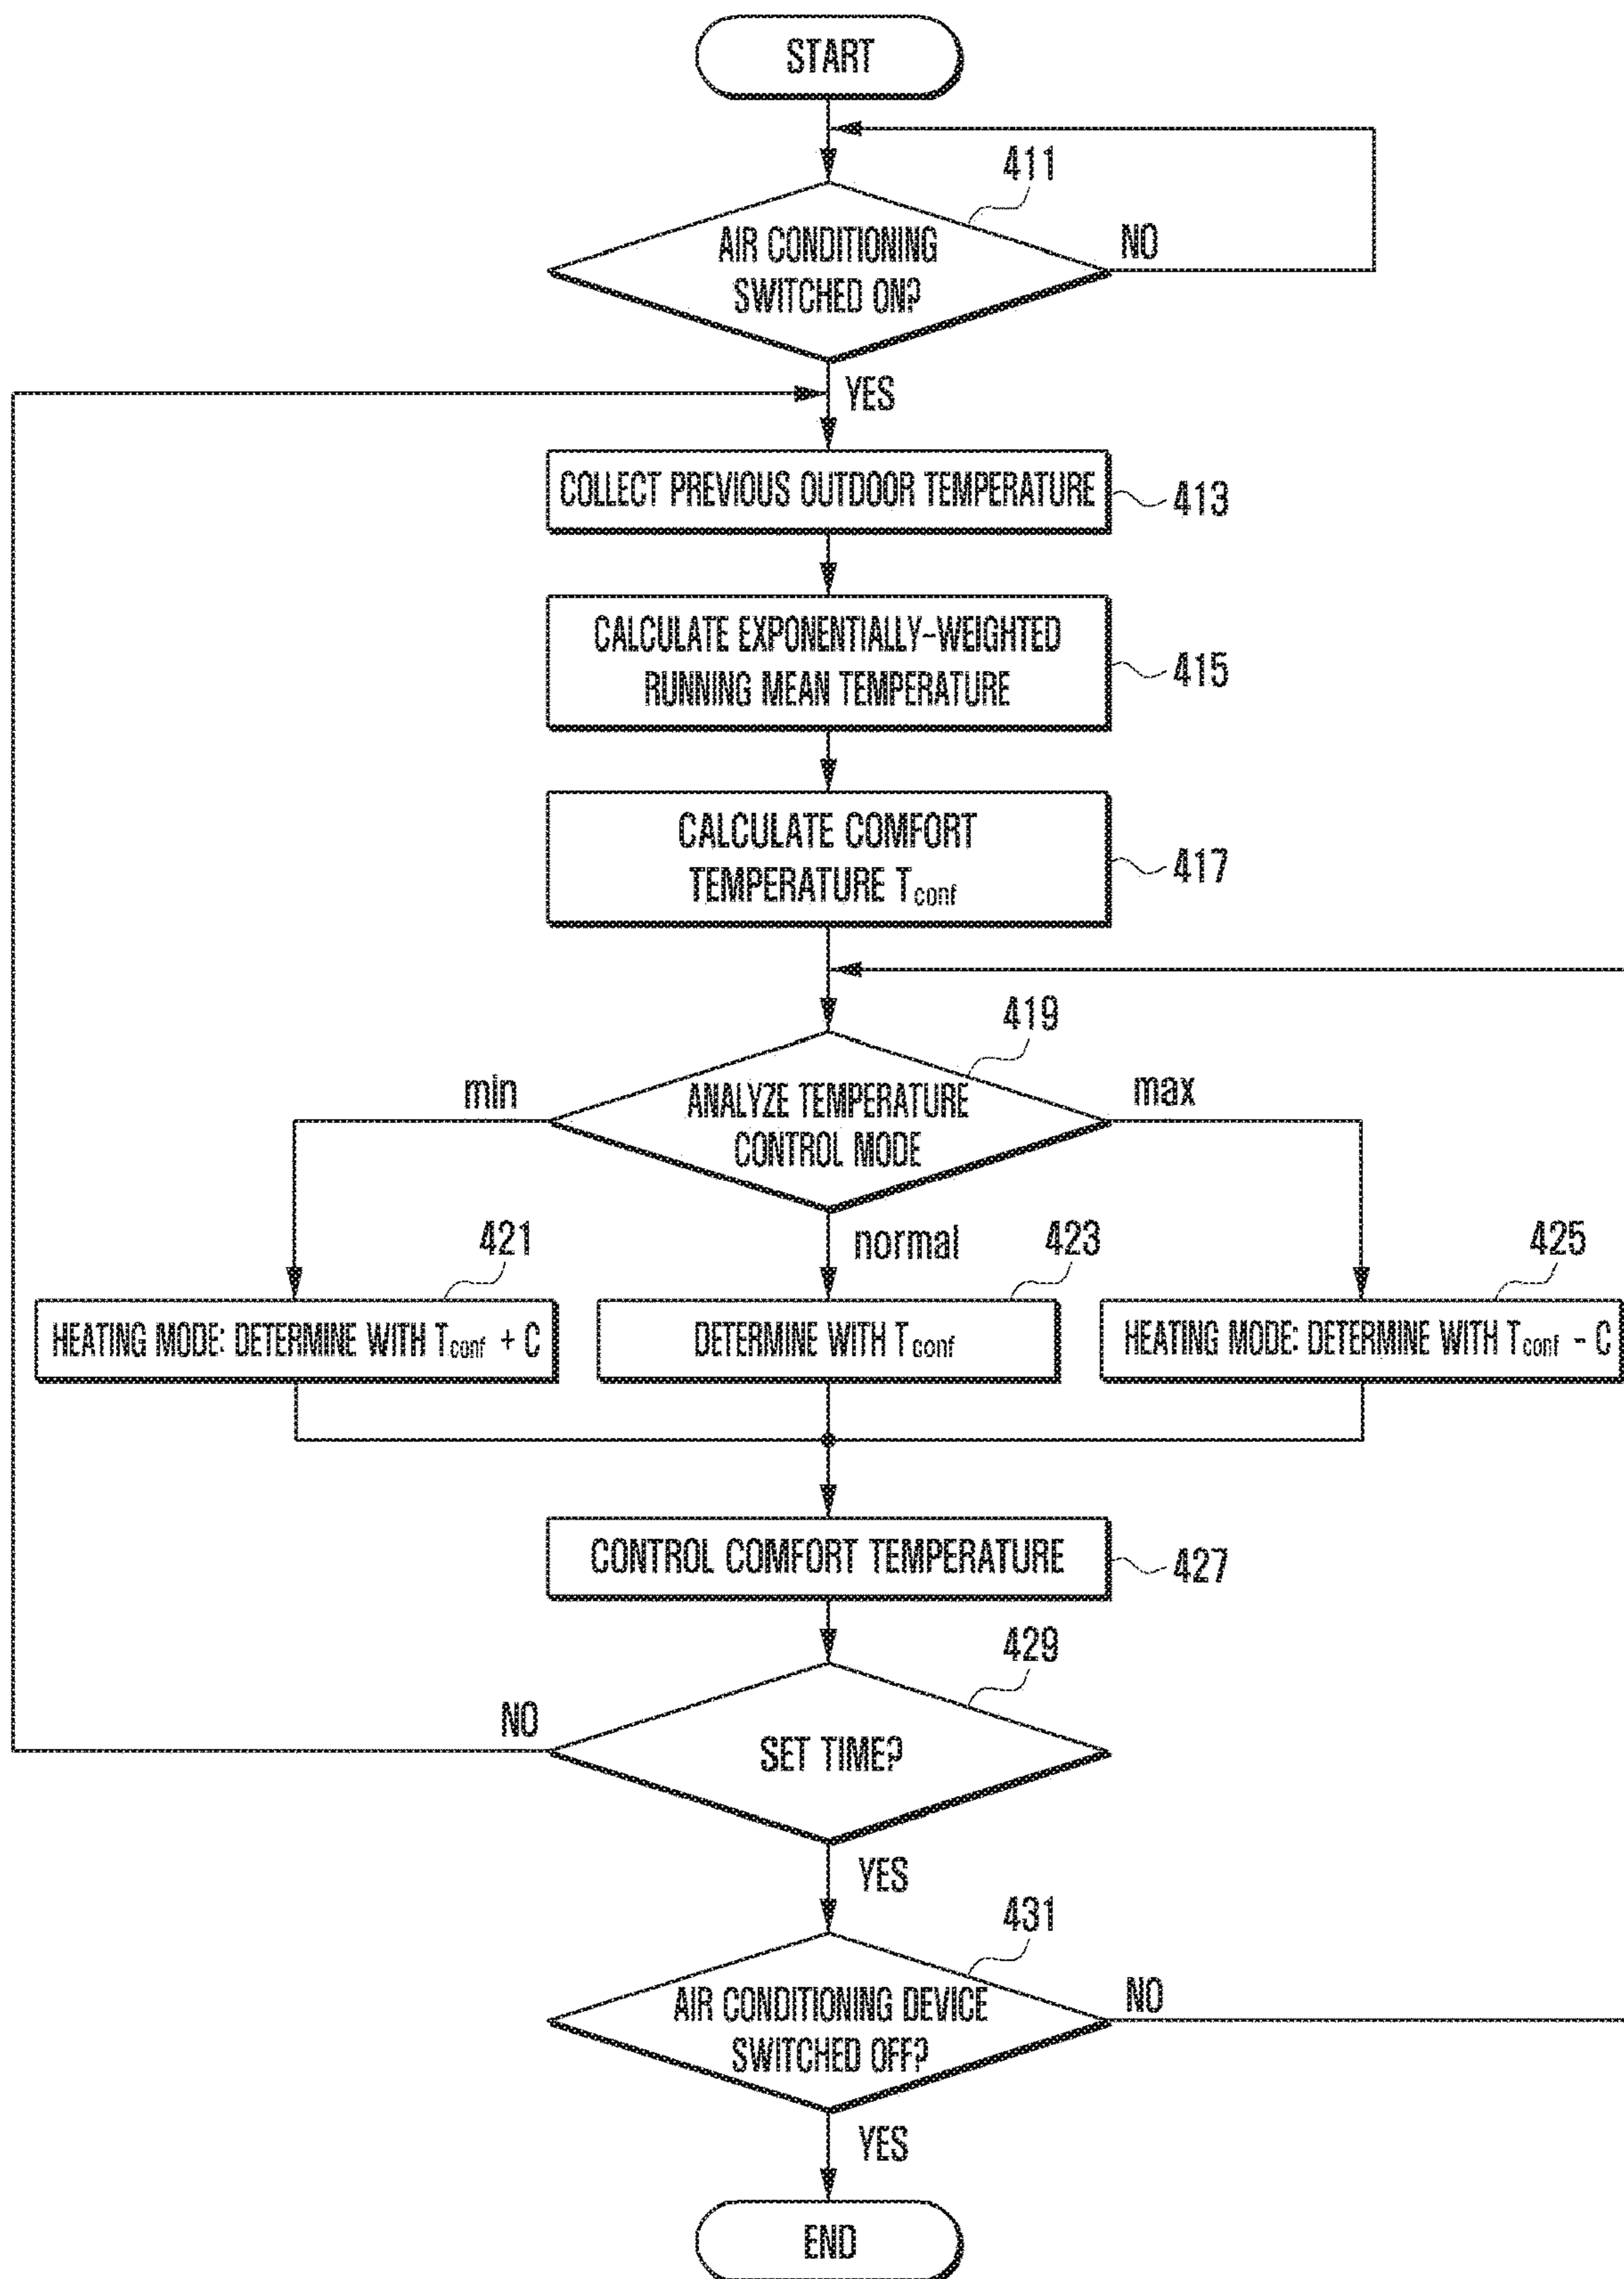 START
411
AIR CONDITIONING
SWITCHED ON?
NO
YES
COLLECT PREVIOUS OUTDOOR TEMPERATURE
413
CALCULATE EXPONENTIALLY-WEIGHTED
RUNNING MEAN TEMPERATURE
415
CALCULATE COMFORT
TEMPERATURE Tconf
417
419
min
ANALYZE TEMPERATURE
CONTROL MODE
max
normal
421
423
425
HEATING MODE: DETERMINE WITH Tconf + C
DETERMINE WITH Tconf
HEATING MODE: DETERMINE WITH Tconf - C
CONTROL COMFORT TEMPERATURE
427
429
NO
SET TIME?
YES
431
AIR CONDITIONING DEVICE
SWITCHED OFF?
NO
YES
END